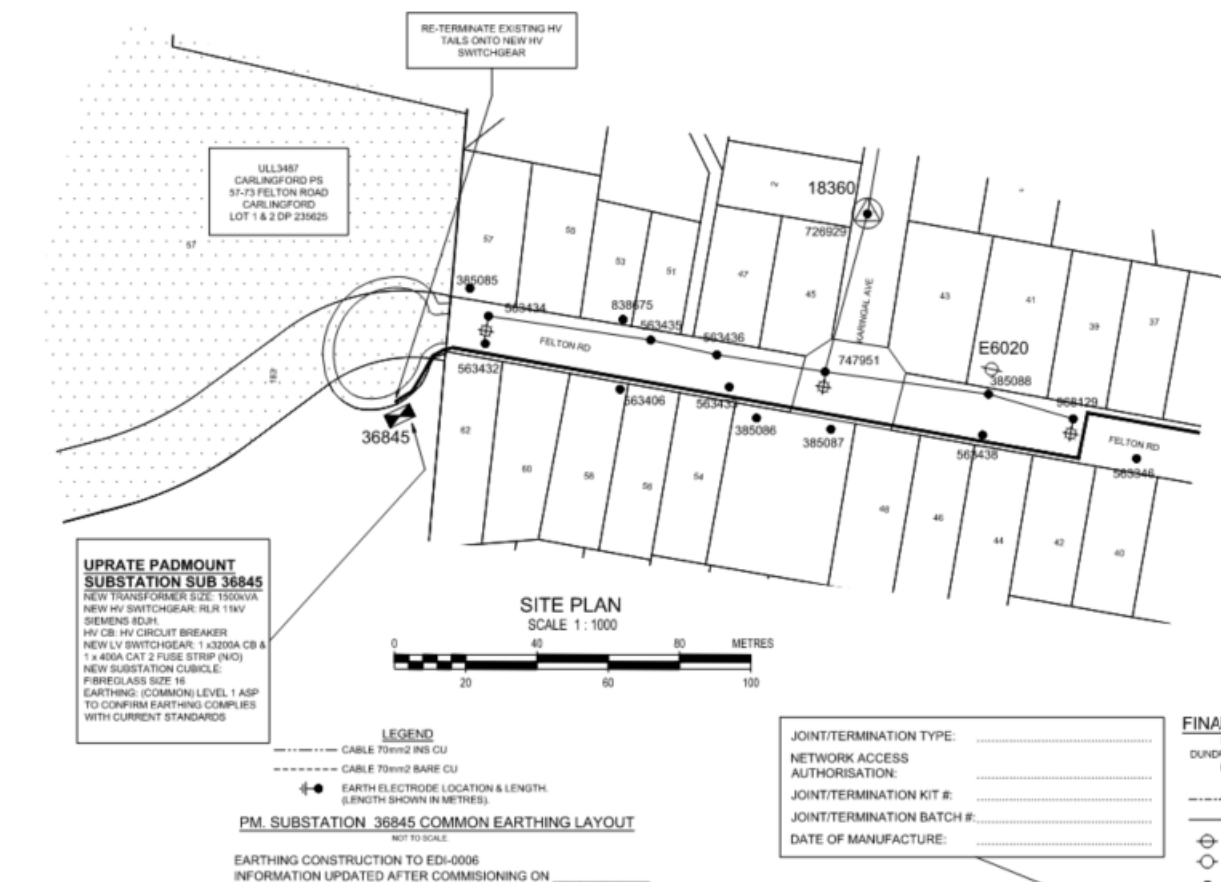 RE-TERMINATE EXISTING HV
TAILS ONTO NEW HV
SWITCHGEAR
ULL3487
CARLINGFORD PS
57-73 FELTON ROAD
CARLINGFORD
LOT 1 & 2 DP 235625
57
163
57
55
53
51
2
47
45
18360
726929
KARINGAL AVE
43
41
39
37
385085
563434
838675
563435
563436
747951
E6020
385088
968129
FELTON RD
FELTON RD
563432
563406
563433
385086
385087
563438
563346
36845
62
60
58
56
54
48
46
44
42
40
UPRATE PADMOUNT
SUBSTATION SUB 36845
NEW TRANSFORMER SIZE: 1500kVA
NEW HV SWITCHGEAR: RLR 11kV
SIEMENS 8DJH.
HV CB: HV CIRCUIT BREAKER
NEW LV SWITCHGEAR: 1 x3200A CB &
1 x 400A CAT 2 FUSE STRIP (N/O)
NEW SUBSTATION CUBICLE:
FIBREGLASS SIZE 16
EARTHING: (COMMON) LEVEL 1 ASP
TO CONFIRM EARTHING COMPLIES
WITH CURRENT STANDARDS
SITE PLAN
SCALE 1 : 1000
0 40 80 METRES
20 60 100
LEGEND
CABLE 70mm2 INS CU
CABLE 70mm2 BARE CU
EARTH ELECTRODE LOCATION & LENGTH.
(LENGTH SHOWN IN METRES).
PM. SUBSTATION 36845 COMMON EARTHING LAYOUT
NOT TO SCALE
EARTHING CONSTRUCTION TO EDI-0006
INFORMATION UPDATED AFTER COMMISIONING ON
JOINT/TERMINATION TYPE:
NETWORK ACCESS
AUTHORISATION:
JOINT/TERMINATION KIT #:
JOINT/TERMINATION BATCH #:
DATE OF MANUFACTURE:
FINA
DUNDR